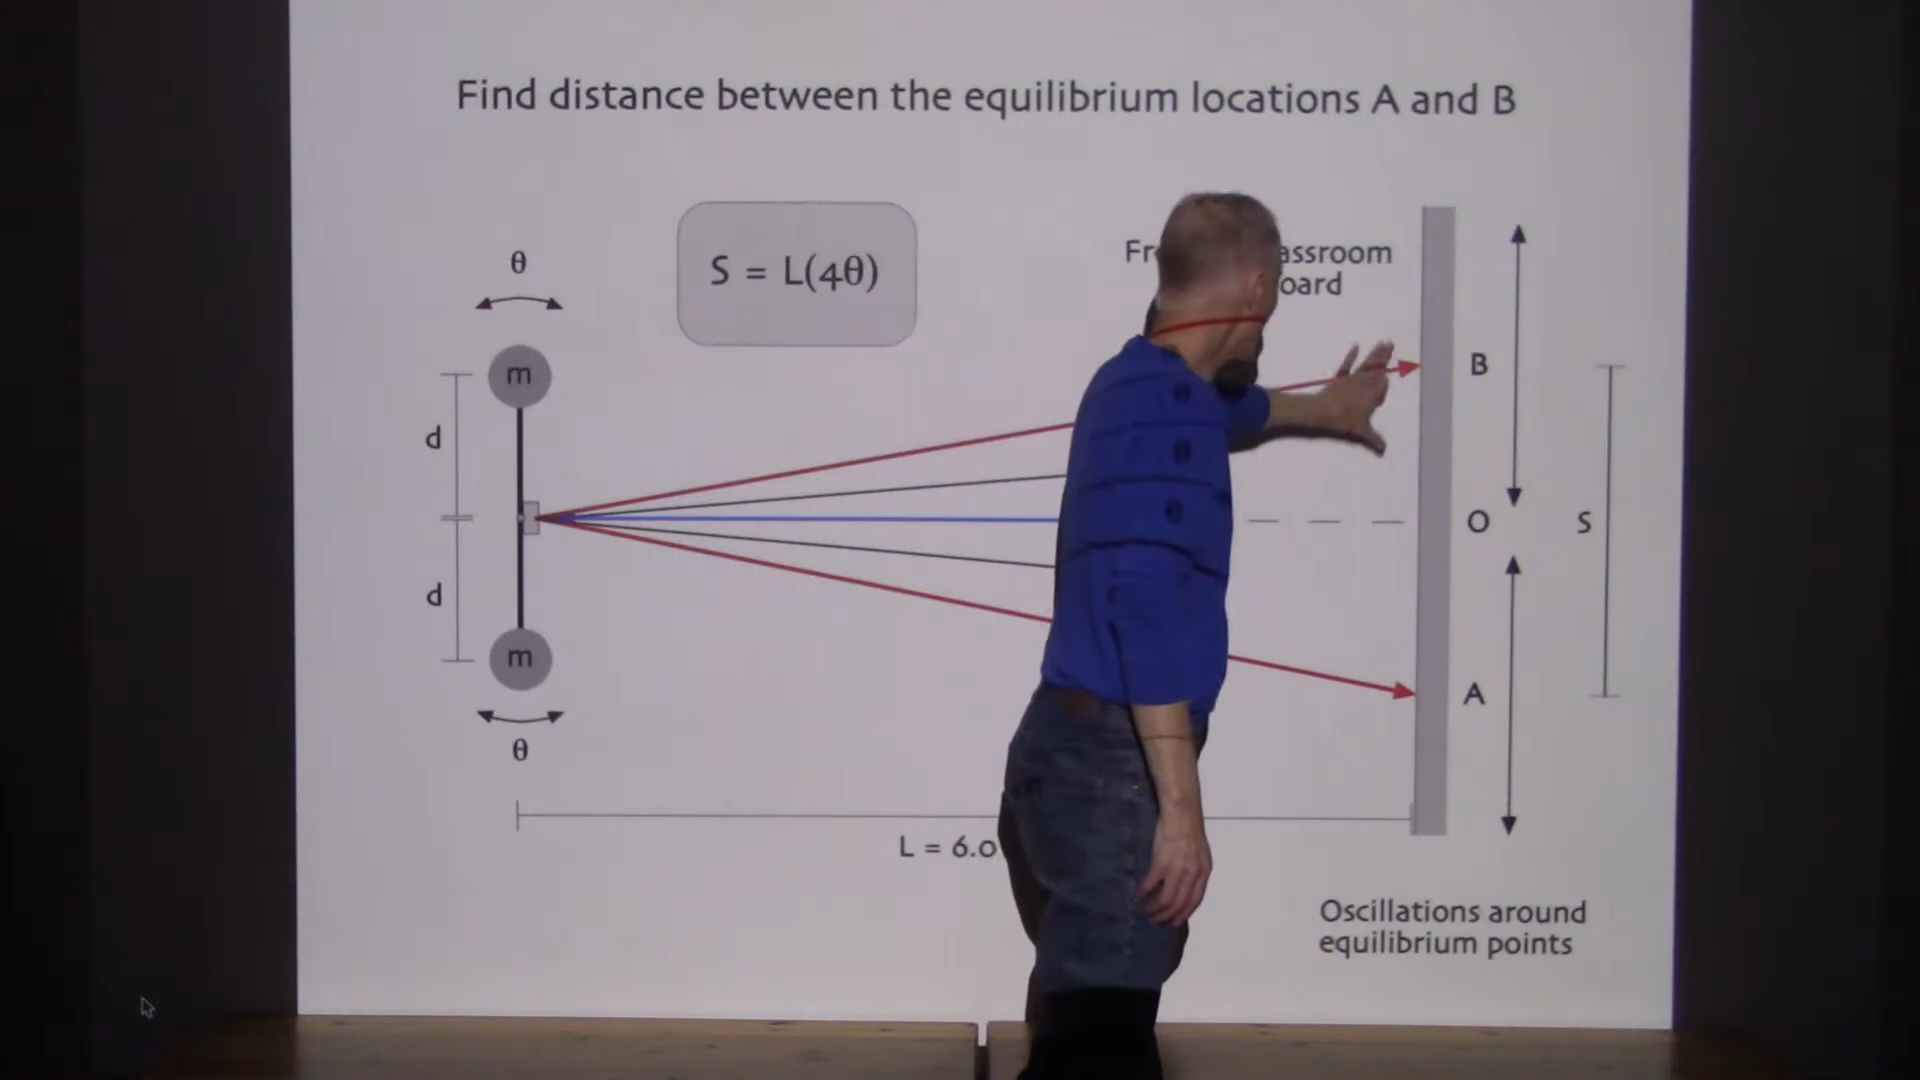 Find distance between the equilibrium locations A and B
θ
S = L(4θ)
m
d
d
m
θ
B
O
S
A
L = 6.0
θ
θ
θ
Oscillations around
equilibrium points